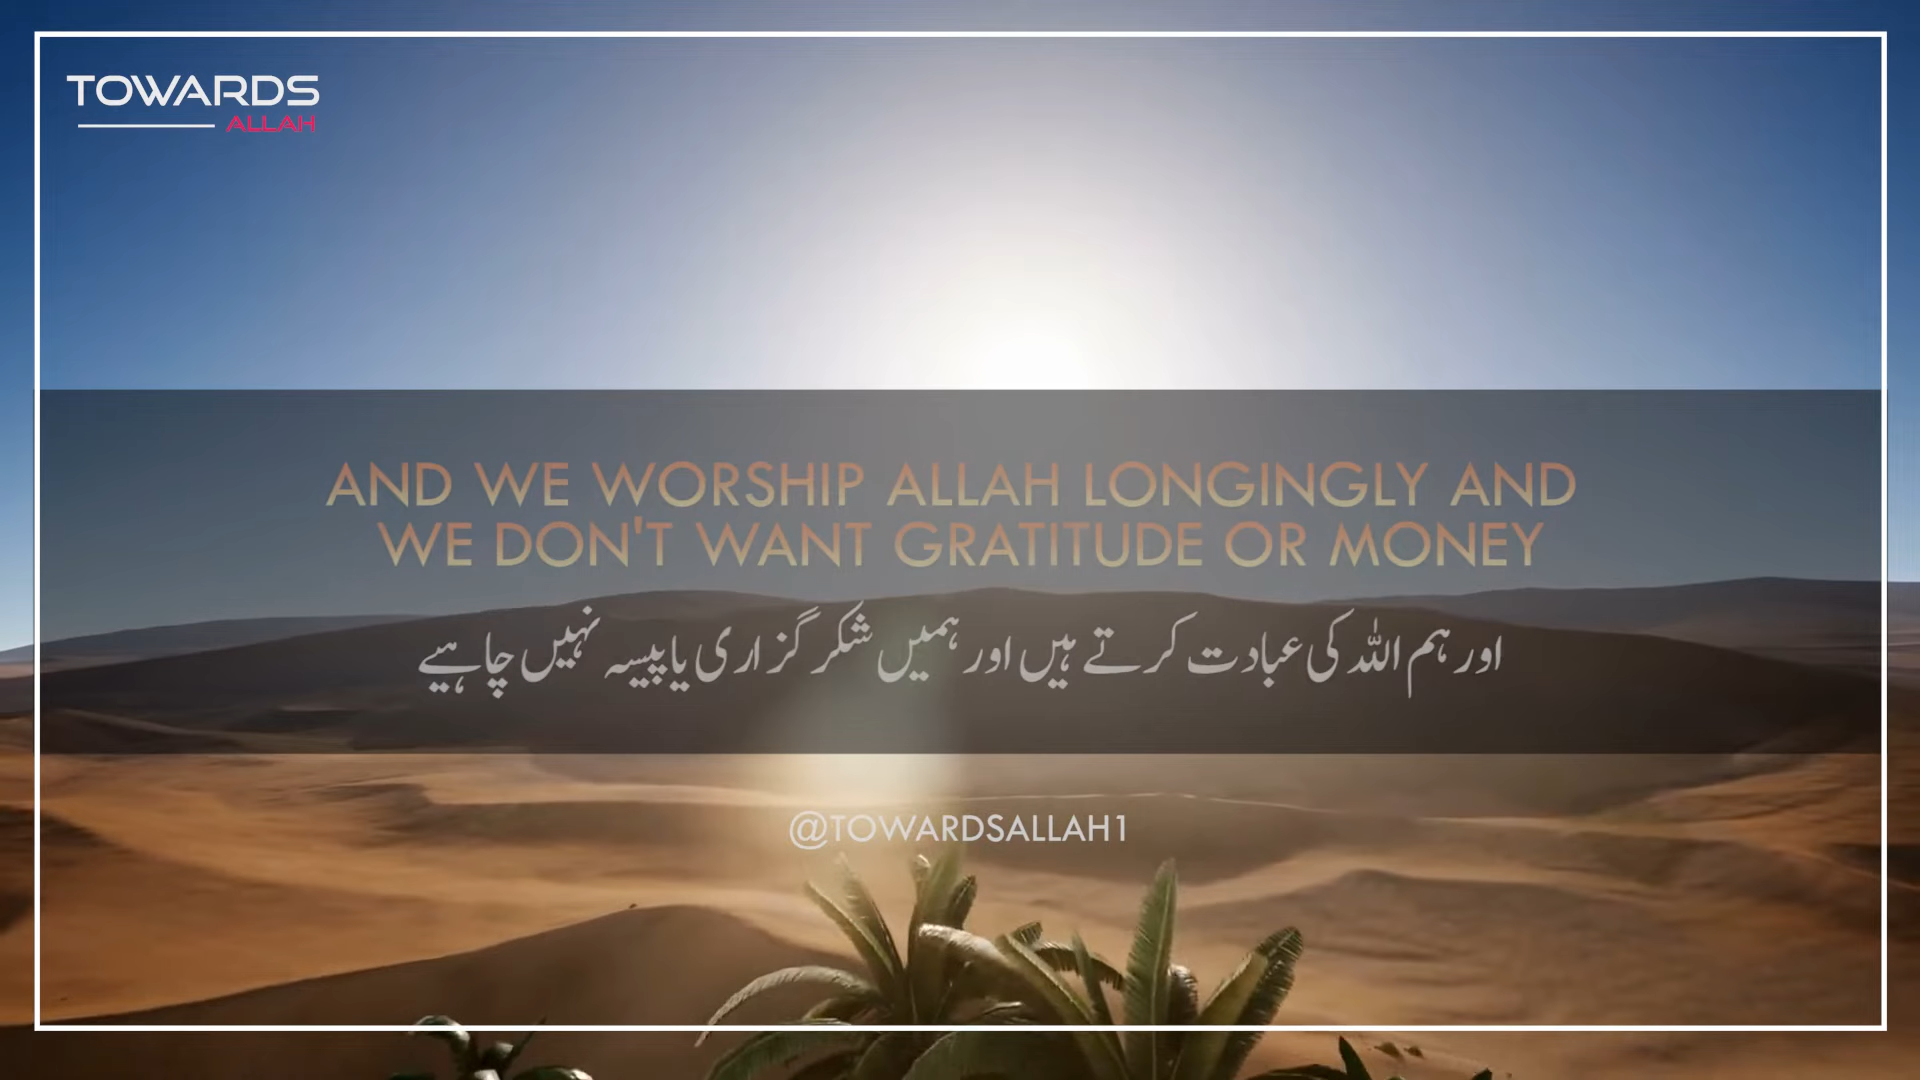 TOWARDS
ALLAH
AND WE WORSHIP ALLAH LONGINGLY AND
WE DON'T WANT GRATITUDE OR MONEY
اور ہم اللہ کی عبادت کرتے ہیں اور ہمیں شکر گزاری یا پیسہ نہیں چاہیے
@TOWARDSALLAH1